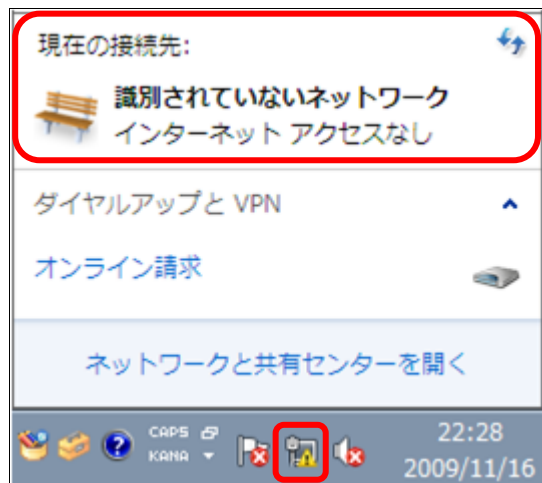 現在の接続先:
識別されていないネットワーク
インターネット アクセスなし
ダイヤルアップと VPN
オンライン請求
ネットワークと共有センターを開く
CAPS
KANA
22:28
2009/11/16